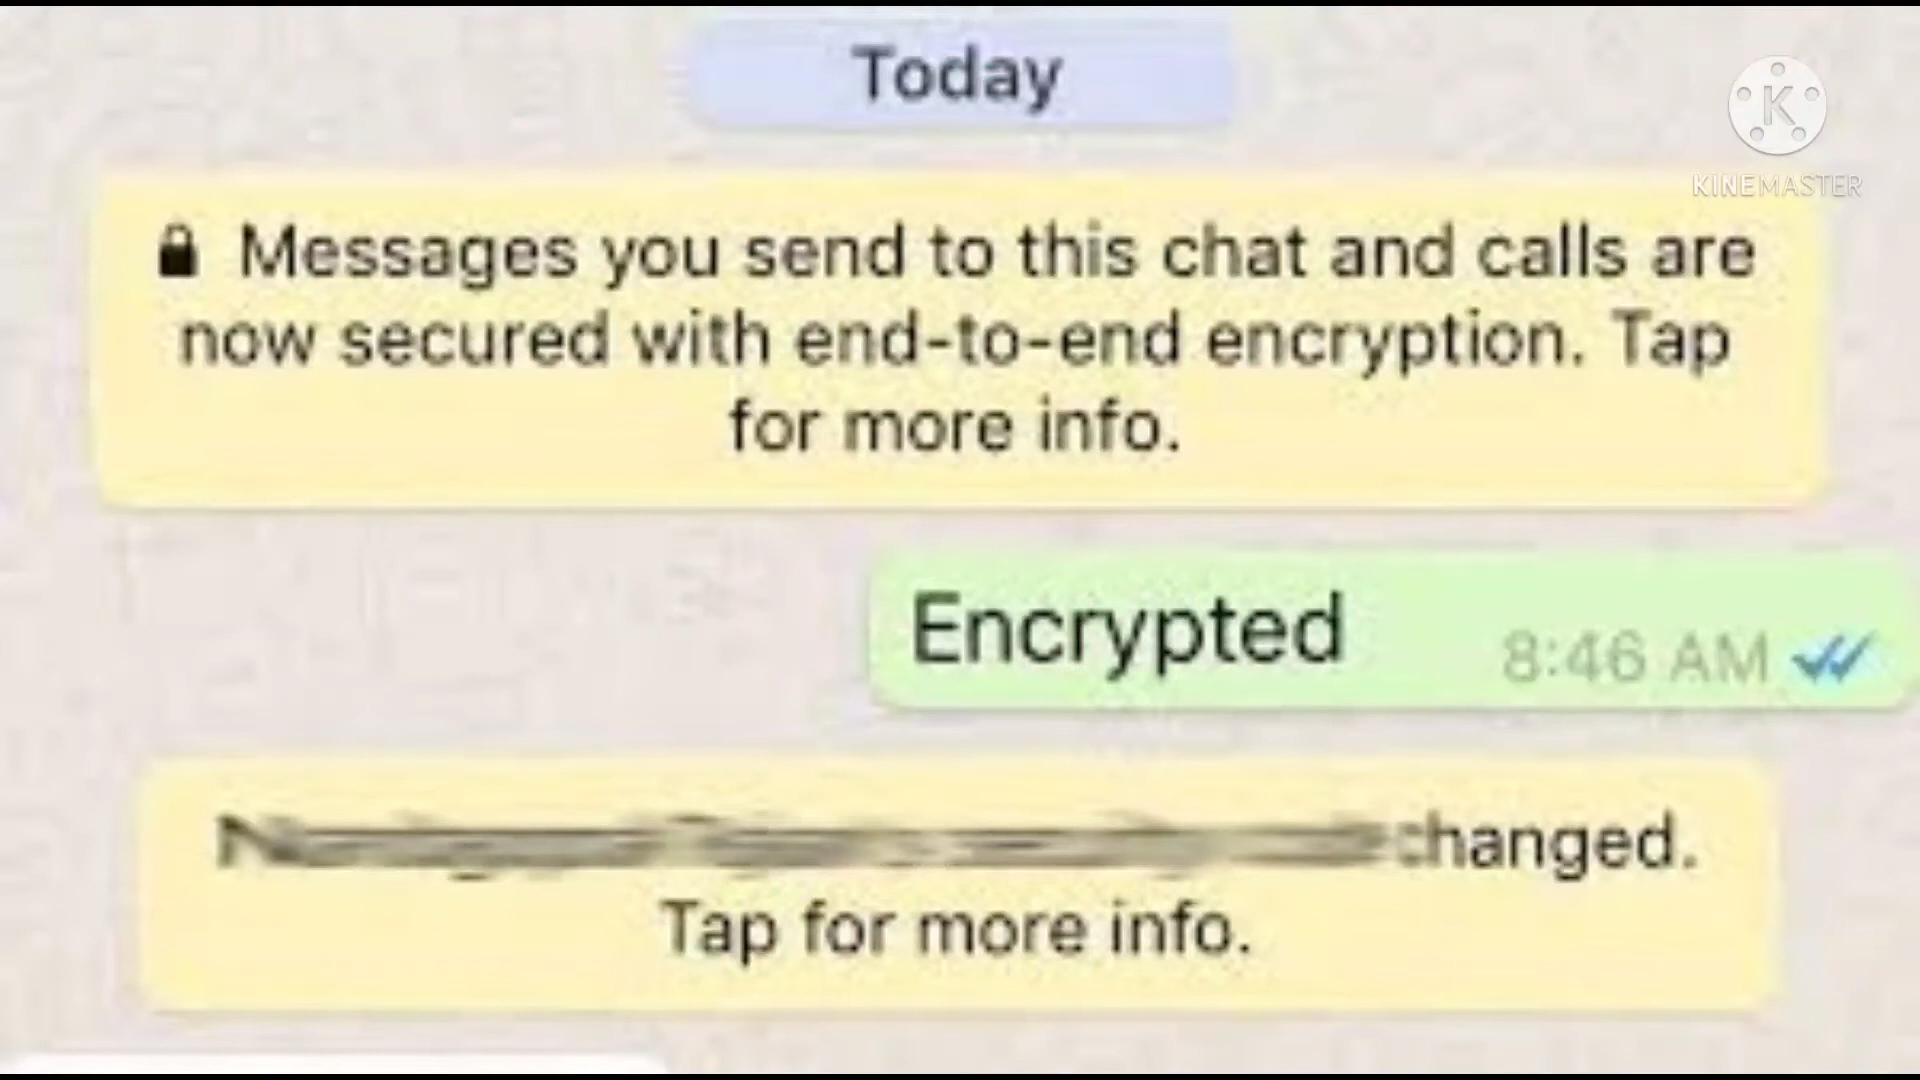 Today
KINEMASTER
Messages you send to this chat and calls are
now secured with end-to-end encryption. Tap
for more info.
Encrypted
8:46 AM
changed.
Tap for more info.